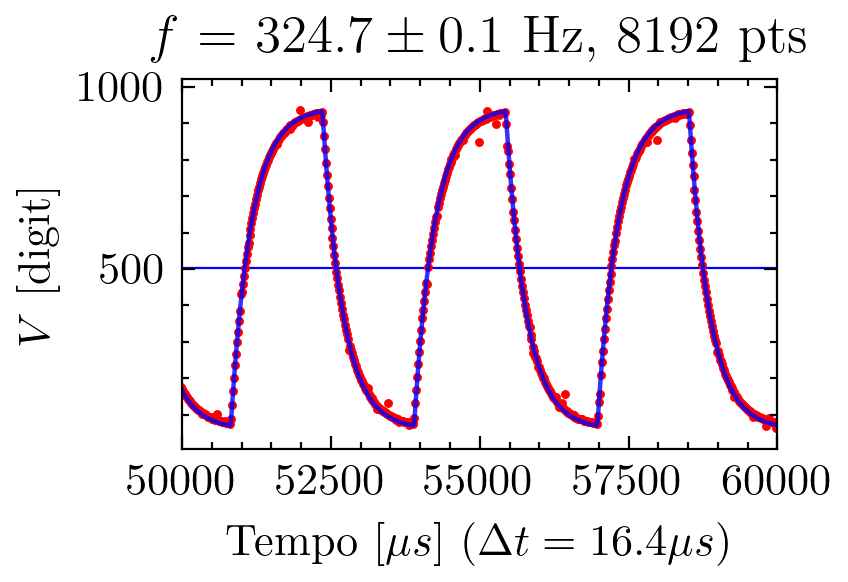 f = 324.7 ± 0.1 Hz, 8192 pts
1000
500
V [digit]
50000 52500 55000 57500 60000
Tempo [μs] (Δt = 16.4μs)